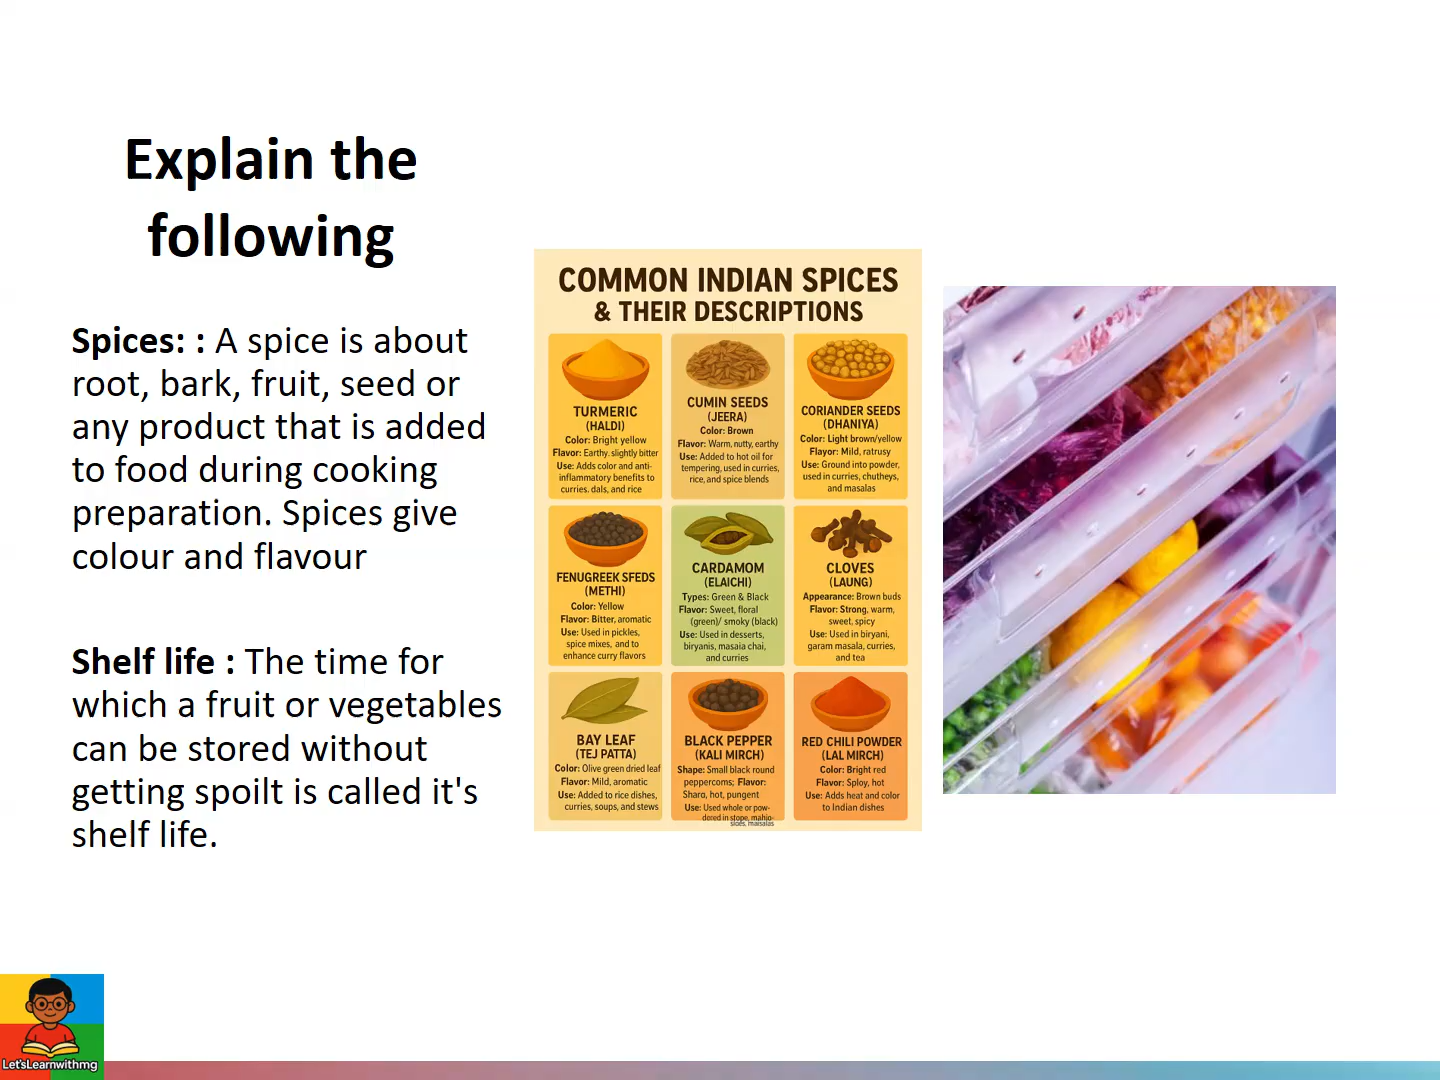 Explain the
following
Spices: : A spice is about
root, bark, fruit, seed or
any product that is added
to food during cooking
preparation. Spices give
colour and flavour
Shelf life : The time for
which a fruit or vegetables
can be stored without
getting spoilt is called it's
shelf life.
COMMON INDIAN SPICES
& THEIR DESCRIPTIONS
TURMERIC
(HALDI)
Color: Bright yellow
Flavor: Earthy. slightly bitter
Use: Adds color and anti-
inflammatory benefits to
curries. dals, and rice
CUMIN SEEDS
(JEERA)
Color: Brown
Flavor: Warm, nutty, earthy
Use: Added to hot oil for
tempering, used in curries,
rice, and spice blends
CORIANDER SEEDS
(DHANIYA)
Color: Light brown/yellow
Flayor: Mild, ratrusy
Use: Ground into powder,
used in curries, chutheys,
and masalas
FENUGREEK SFEDS
(METHI)
Color: Yellow
Flavor: Bitter, aromatic
Use: Used in pickles,
spice mixes, and to
enhance curry flavors
CARDAMOM
(ELAICHI)
Types: Green & Black
Flavor: Sweet, floral
(green)/ smoky (black)
Use: Used in desserts,
biryanis, masaia chai,
and curries
CLOVES
(LAUNG)
Appearance: Brown buds
Flavor: Strong, warm,
sweet, spicy
Use: Used in biryani,
garam masala, curries,
and tea
BAY LEAF
(TEJ PATTA)
Color: Olive green dried leaf
Flavor: Mild, aromatic
Use: Added to rice dishes,
curries, soups, and stews
BLACK PEPPER
(KALI MIRCH)
Shape: Small black round
peppercoms; Flavor:
Shara, hot, pungent
Use: Used whole or pow-
dored in stope, mahjo-
RED CHILI POWDER
(LAL MIRCH)
Color: Bright red
Flavor: Sploy, hot
Use: Adds heat and color
to Indian dishes
Let'sLearnwithmg